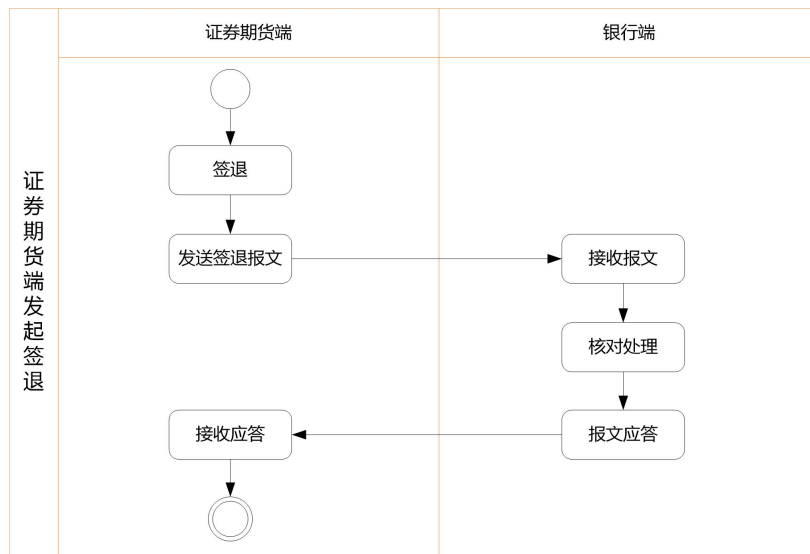 证券期货端
银行端
证券期货端发起签退
签退
发送签退报文
接收报文
核对处理
接收应答
报文应答